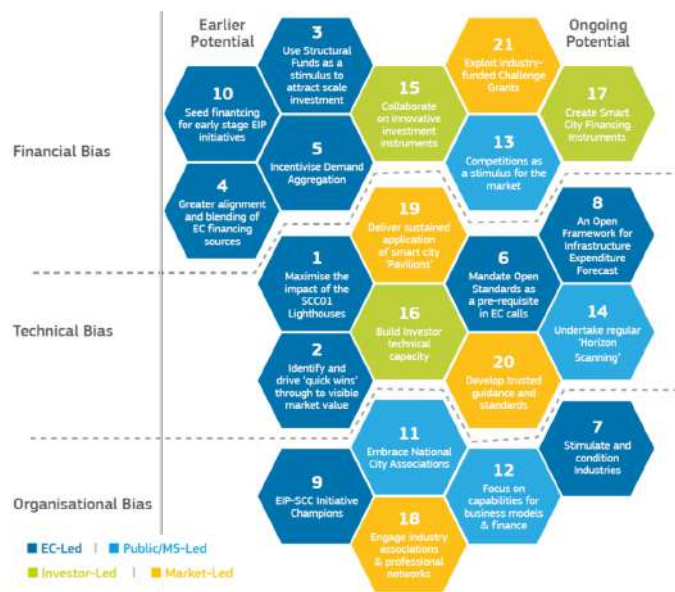 Earlier
Potential
Ongoing
Potential
Financial Bias
Technical Bias
Organisational Bias
3
Use Structural
Funds as a
stimulus to
attract scale
investment
21
Exploit industry-
funded Challenge
Grants
10
Seed financting
for early stage EIP
initiatives
15
Collaborate
on innovative
investment
instruments
17
Create Smart
City Financing
Instruments
5
Incentivise Demand
Aggregation
13
Competitions as
a stimulus for the
market
4
Greater alignment
and blending of
EC financing
sources
19
Deliver sustained
application
of smart city
'Pavilions'
8
An Open
Framework for
Infrastructure
Expenditure
Forecast
1
Maximise the
impact of the
SCC01
Lighthouses
6
Mandate Open
Standards as
a pre-requisite
in EC calls
16
Build Investor
technical
capacity
14
Undertake regular
'Horizon
Scanning'
2
Identify and
drive 'quick wins'
through to visible
market value
20
Develop trusted
guidance and
standards
11
Embrace National
City Associations
7
Stimulate and
condition
Industries
9
EIP-SCC Initiative
Champions
12
Focus on
capabilities for
business models
& finance
18
Engage industry
associations
& professional
networks
EC-Led | Public/MS-Led
Investor-Led | Market-Led